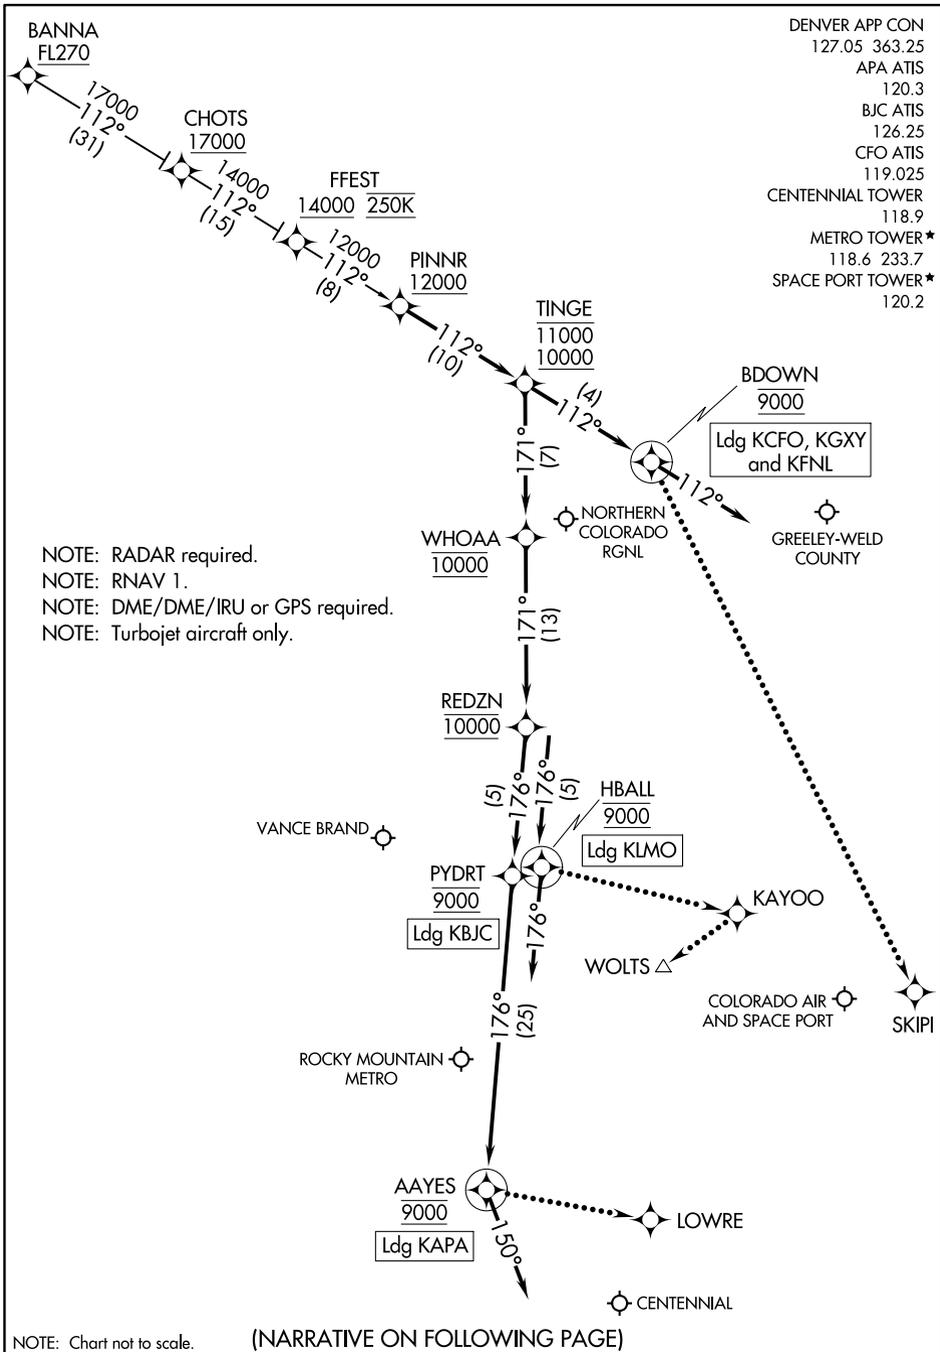 BANNA
FL270
17000
112°
(31)
CHOTS
17000
14000
112°
(15)
FFEST
14000 250K
12000
112°
(8)
PINNR
12000
112°
(10)
TINGE
11000
10000
(4)
112°
DENVER APP CON
127.05 363.25
APA ATIS
120.3
BJC ATIS
126.25
CFO ATIS
119.025
CENTENNIAL TOWER
118.9
METRO TOWER★
118.6 233.7
SPACE PORT TOWER★
120.2
BDOWN
9000
Ldg KCFO, KGXY
and KFNL
112°
GREELEY-WELD
COUNTY
171°
(7)
NORTHERN
COLORADO
RGNL
WHOAA
10000
NOTE: RADAR required.
NOTE: RNAV 1.
NOTE: DME/DME/IRU or GPS required.
NOTE: Turbojet aircraft only.
171°
(13)
REDZN
10000
(5)
176°
176°
(5)
HBALL
9000
Ldg KLMO
VANCE BRAND
PYDRT
9000
Ldg KBJC
176°
KAYOO
WOLTS
COLORADO AIR
AND SPACE PORT
SKIPI
176°
(25)
ROCKY MOUNTAIN
METRO
AAYES
9000
Ldg KAPA
150°
LOWRE
CENTENNIAL
NOTE: Chart not to scale.
(NARRATIVE ON FOLLOWING PAGE)